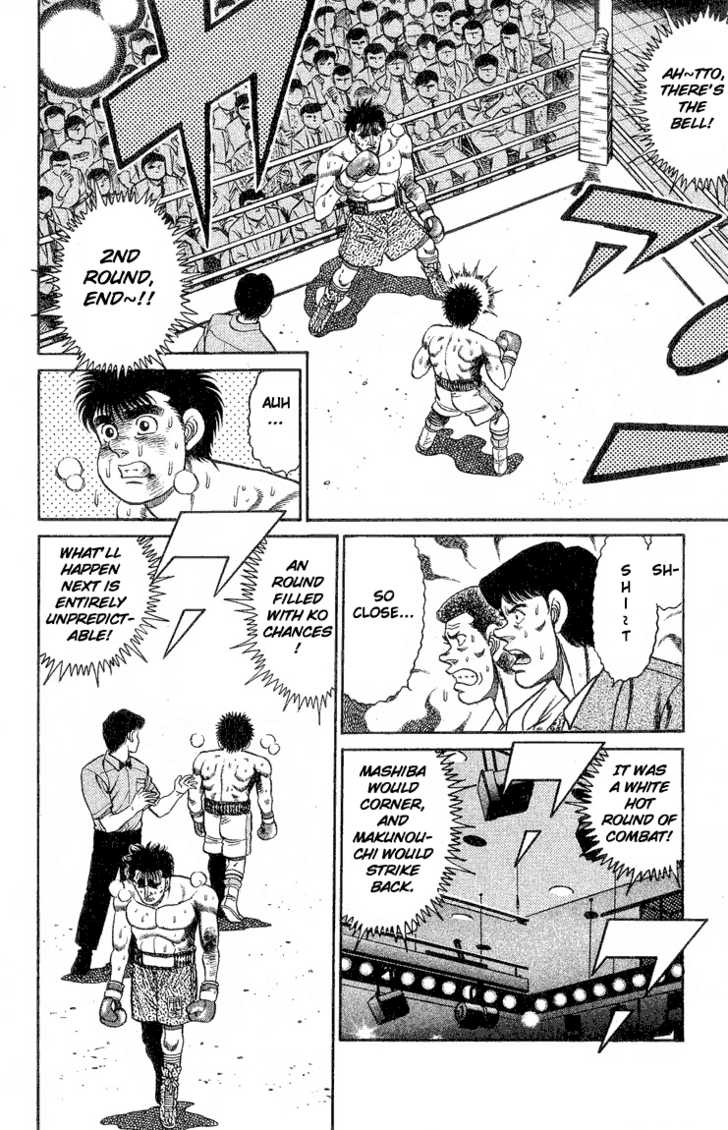 AH~TTO,
THERE'S
THE
BELL!
2ND
ROUND,
END~!!
AUH
...
SH-
SHI~T
SO
CLOSE...
IT WAS
A WHITE
HOT
ROUND OF
COMBAT!
MASHIBA
WOULD
CORNER,
AND
MAKUNOU-
CHI WOULD
STRIKE
BACK.
AN
ROUND
FILLED
WITH KO
CHANCES
!
WHAT'LL
HAPPEN
NEXT IS
ENTIRELY
UNPREDICT-
ABLE!